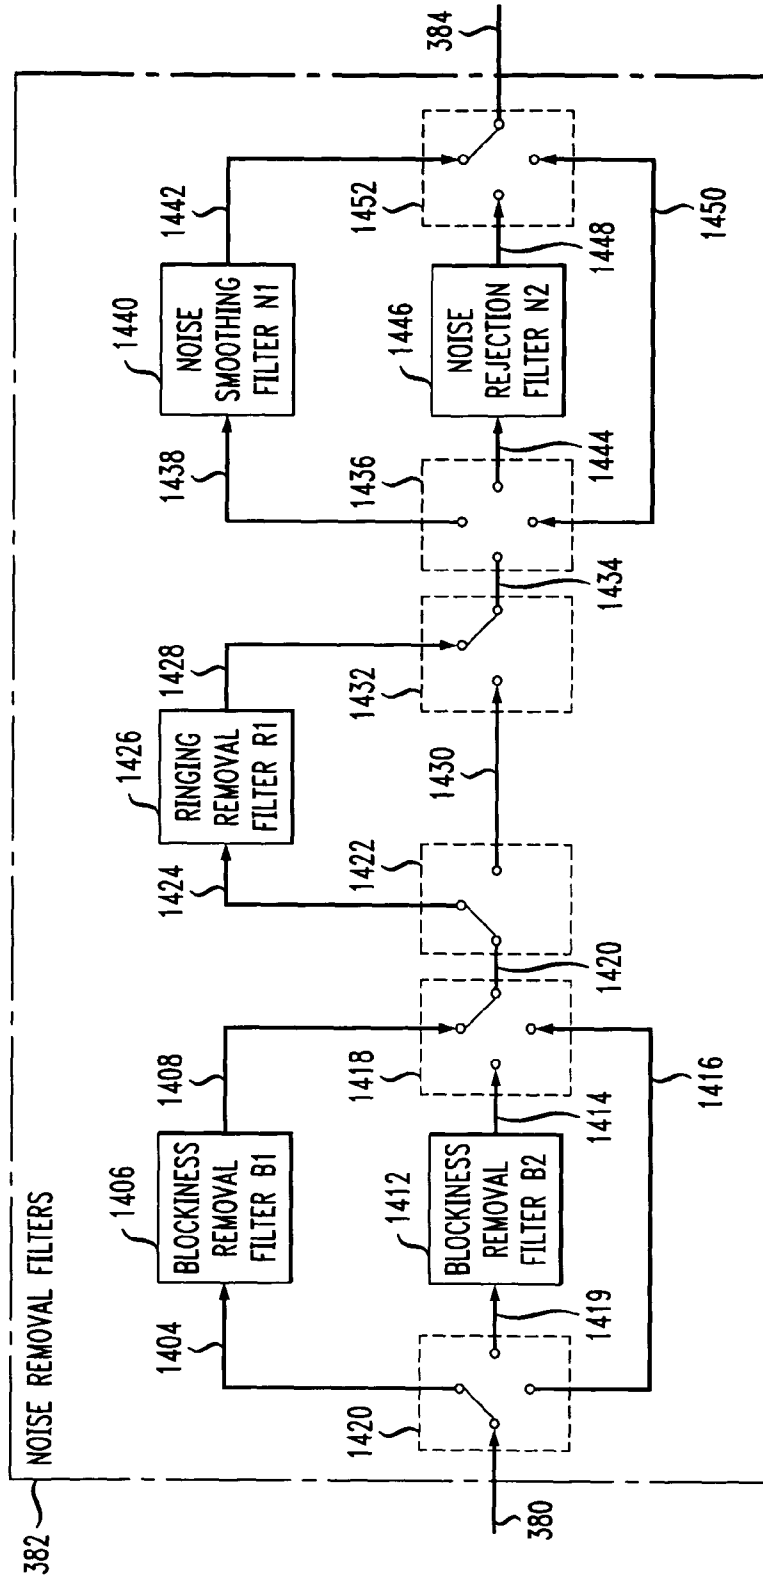 382
NOISE REMOVAL FILTERS
380
1420
1404
1419
1406
BLOCKINESS
REMOVAL
FILTER B1
1412
BLOCKINESS
REMOVAL
FILTER B2
1408
1414
1416
1418
1420
1422
1424
1426
RINGING
REMOVAL
FILTER R1
1428
1430
1432
1434
1436
1438
1444
1440
NOISE
SMOOTHING
FILTER N1
1446
NOISE
REJECTION
FILTER N2
1442
1448
1450
1452
384